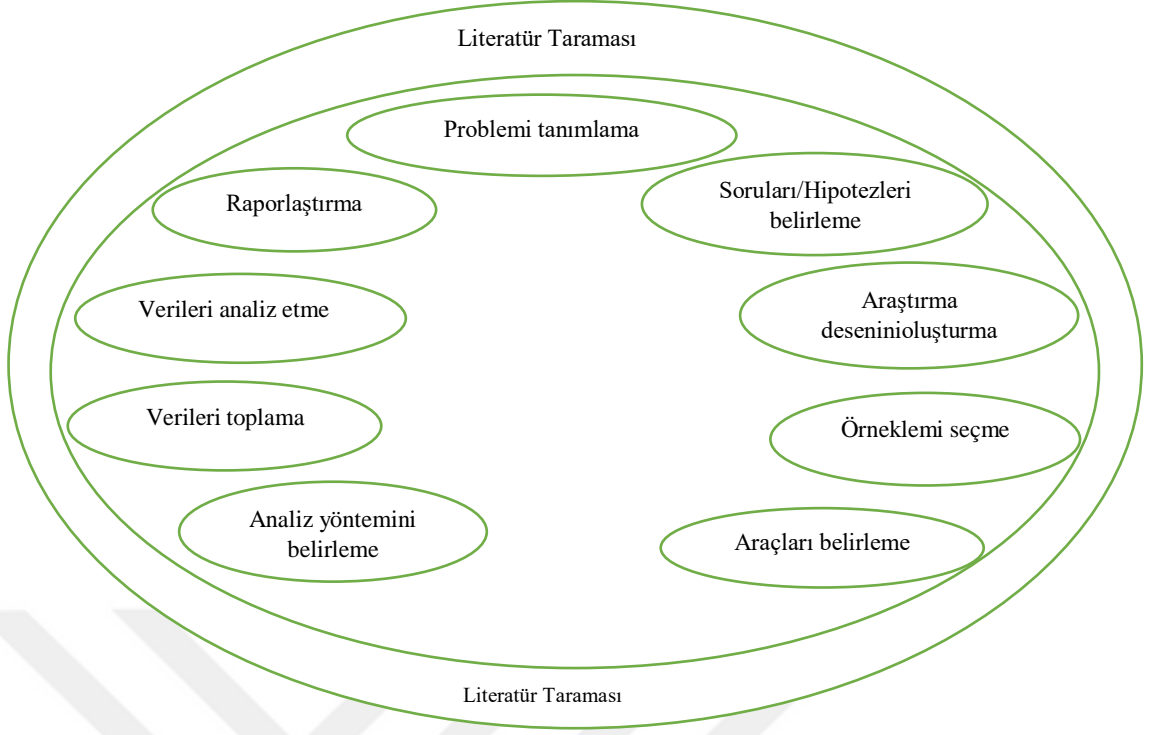 Literatür Taraması
Problemi tanımlama
Raporlaştırma
Soruları/Hipotezleri
belirleme
Verileri analiz etme
Araştırma
deseninioluşturma
Verileri toplama
Örneklemi seçme
Analiz yöntemini
belirleme
Araçları belirleme
Literatür Taraması